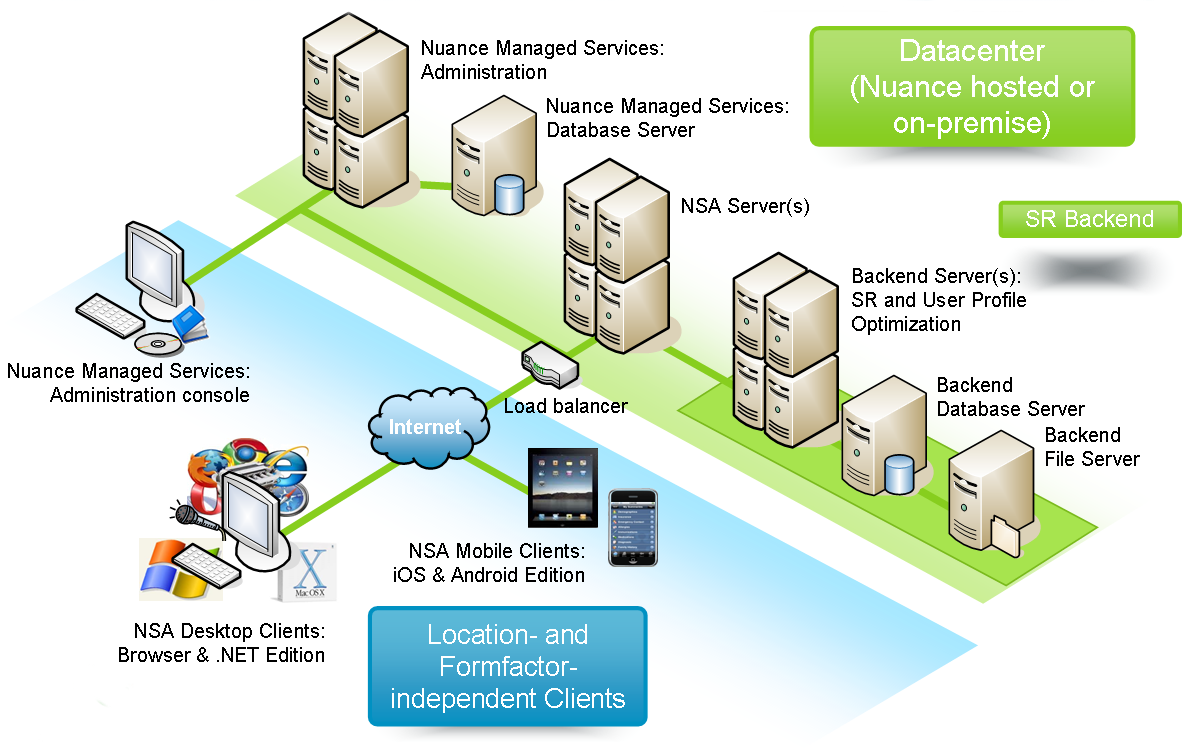 Nuance Managed Services:
Administration
Datacenter
(Nuance hosted or
on-premise)
Nuance Managed Services:
Database Server
NSA Server(s)
SR Backend
Backend Server(s):
SR and User Profile
Optimization
Nuance Managed Services:
Administration console
Load balancer
Internet
Backend
Database Server
Backend
File Server
NSA Mobile Clients:
iOS & Android Edition
X
Mac OS X
NSA Desktop Clients:
Browser & .NET Edition
Location- and
Formfactor-
independent Clients